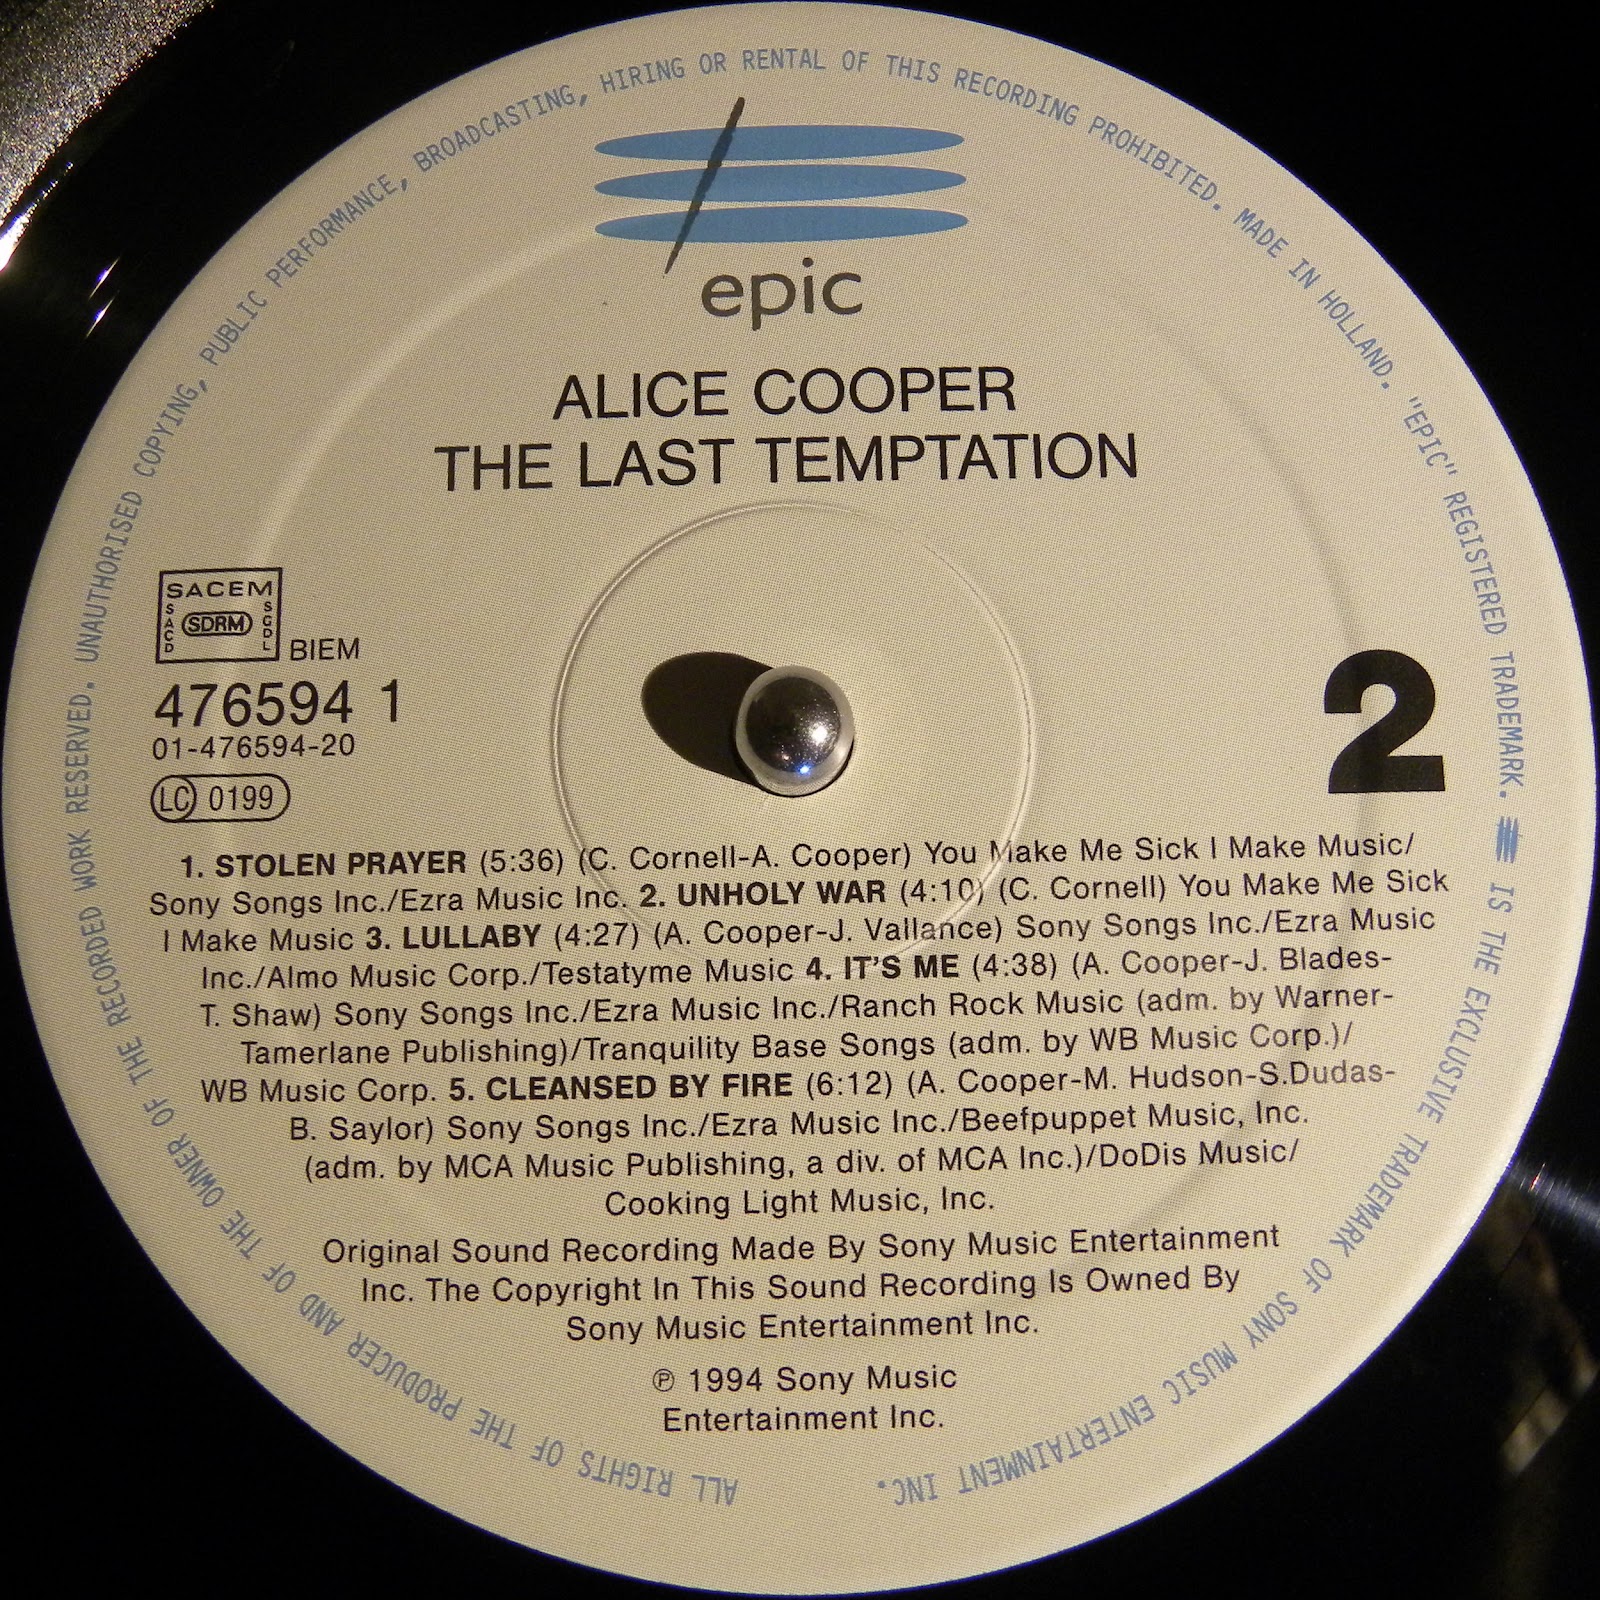 ALL RIGHTS OF THE PRODUCER AND OF THE OWNER OF THE RECORDED WORK RESERVED. UNAUTHORISED COPYING, PUBLIC PERFORMANCE, BROADCASTING, HIRING OR RENTAL OF THIS RECORDING PROHIBITED. MADE IN HOLLAND. "EPIC" REGISTERED TRADEMARK. IS THE EXCLUSIVE TRADEMARK OF SONY MUSIC ENTERTAINMENT INC.
epic
ALICE COOPER
THE LAST TEMPTATION
SACEM
SACD
SDRM
SGDL
BIEM
476594 1
01-476594-20
LC 0199
2
1. STOLEN PRAYER (5:36) (C. Cornell-A. Cooper) You Make Me Sick I Make Music/
Sony Songs Inc./Ezra Music Inc. 2. UNHOLY WAR (4:10) (C. Cornell) You Make Me Sick
I Make Music 3. LULLABY (4:27) (A. Cooper-J. Vallance) Sony Songs Inc./Ezra Music
Inc./Almo Music Corp./Testatyme Music 4. IT'S ME (4:38) (A. Cooper-J. Blades-
T. Shaw) Sony Songs Inc./Ezra Music Inc./Ranch Rock Music (adm. by Warner-
Tamerlane Publishing)/Tranquility Base Songs (adm. by WB Music Corp.)/
WB Music Corp. 5. CLEANSED BY FIRE (6:12) (A. Cooper-M. Hudson-S.Dudas-
B. Saylor) Sony Songs Inc./Ezra Music Inc./Beefpuppet Music, Inc.
(adm. by MCA Music Publishing, a div. of MCA Inc.)/DoDis Music/
Cooking Light Music, Inc.
Original Sound Recording Made By Sony Music Entertainment
Inc. The Copyright In This Sound Recording Is Owned By
Sony Music Entertainment Inc.
℗ 1994 Sony Music
Entertainment Inc.